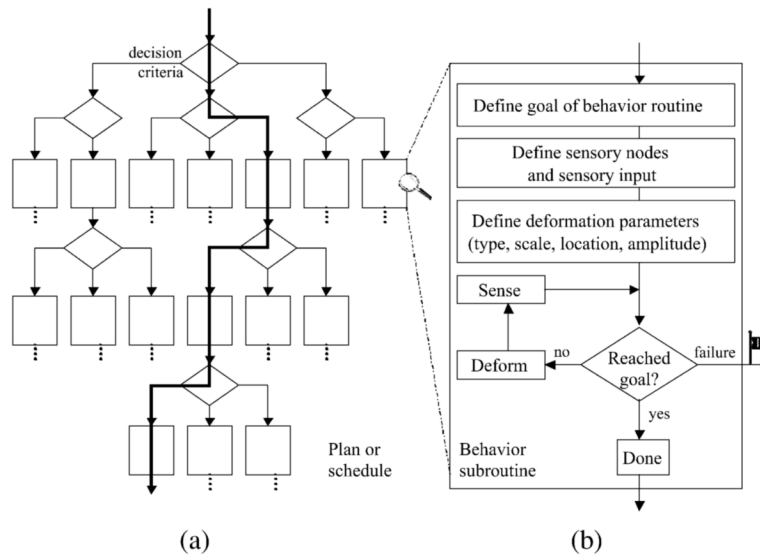 decision
criteria
Plan or
schedule
(a)
Define goal of behavior routine
Define sensory nodes
and sensory input
Define deformation parameters
(type, scale, location, amplitude)
Sense
Deform
no
Reached
goal?
failure
yes
Done
Behavior
subroutine
(b)